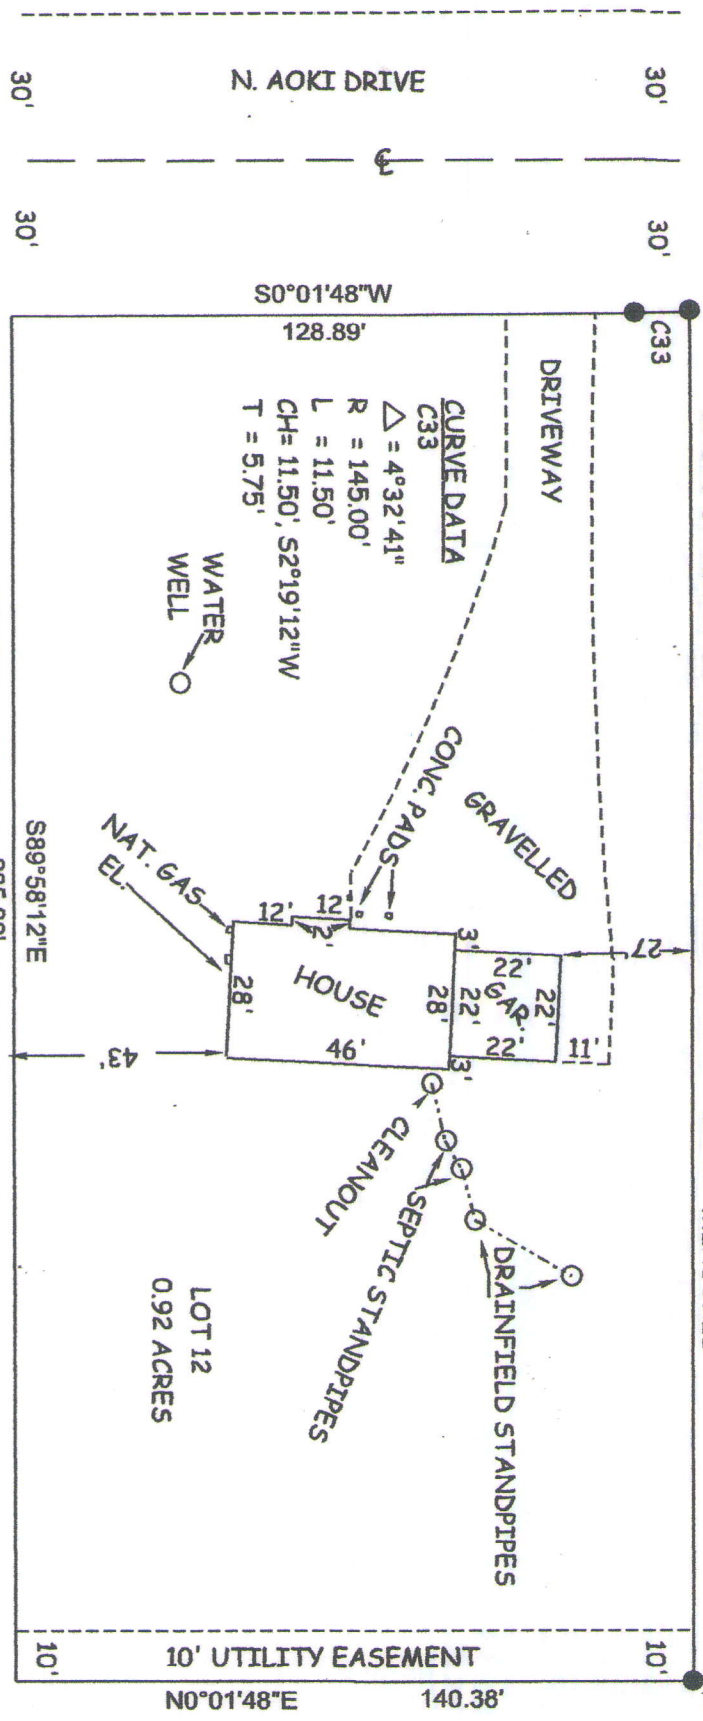 30'
N. AOKI DRIVE
30'
℄
30'
30'
S0°01'48"W
128.89'
C33
DRIVEWAY
CURVE DATA
C33
△ = 4°32'41"
R = 145.00'
L = 11.50'
CH= 11.50', S2°19'12"W
T = 5.75'
WATER
WELL
CONC. PADS
GRAVELLED
NAT. GAS
EL.
S89°58'12"E
12'
12'
2'
3'
27'
22'
HOUSE
28'
28'
22'
GAR.
22'
46'
22'
11'
3'
43'
CLEANOUT
SEPTIC STANDPIPES
DRAINFIELD STANDPIPES
LOT 12
0.92 ACRES
10'
10' UTILITY EASEMENT
10'
N0°01'48"E
140.38'